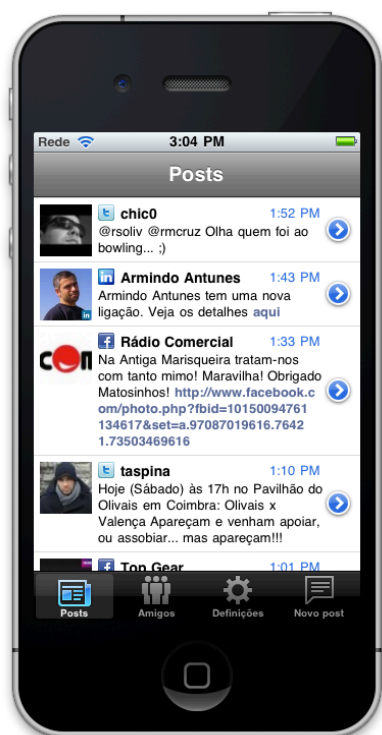 Rede 3:04 PM
Posts
chic0 1:52 PM
@rsoliv @rmcruz Olha quem foi ao
bowling... ;)
Armindo Antunes 1:43 PM
Armindo Antunes tem uma nova
ligação. Veja os detalhes aqui
Rádio Comercial 1:33 PM
COM
Na Antiga Marisqueira tratam-nos
com tanto mimo! Maravilha! Obrigado
Matosinhos! http://www.facebook.c
om/photo.php?fbid=10150094761
134617&set=a.97087019616.7642
1.73503469616
taspina 1:10 PM
Hoje (Sábado) às 17h no Pavilhão do
Olivais em Coimbra: Olivais x
Valença Apareçam e venham apoiar,
ou assobiar... mas apareçam!!!
Top Gear 1:01 PM
Posts Amigos Definições Novo post